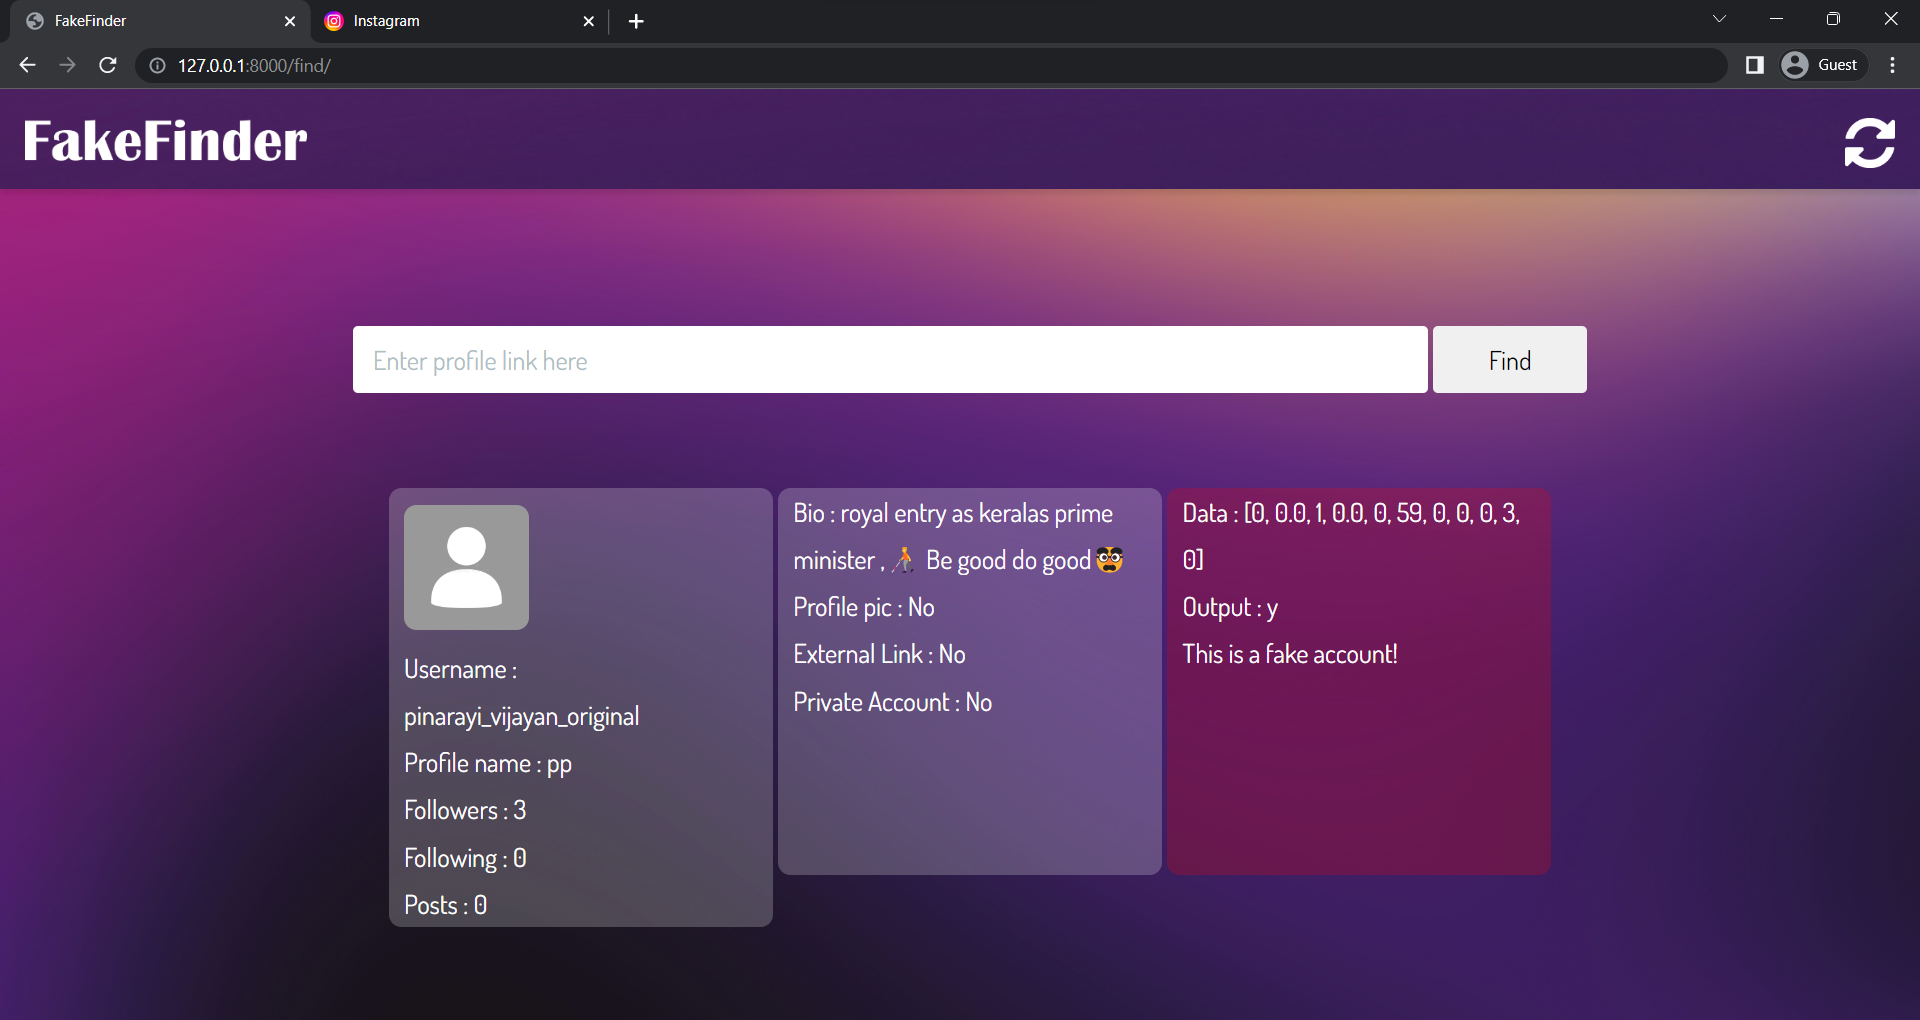 FakeFinder
Instagram
127.0.0.1:8000/find/
Guest
FakeFinder
Enter profile link here
Find
Username :
pinarayi_vijayan_original
Profile name : pp
Followers : 3
Following : 0
Posts : 0
Bio : royal entry as keralas prime
minister , 👨‍🦯 Be good do good🥸
Profile pic : No
External Link : No
Private Account : No
Data : [0, 0.0, 1, 0.0, 0, 59, 0, 0, 0, 3,
0]
Output : y
This is a fake account!